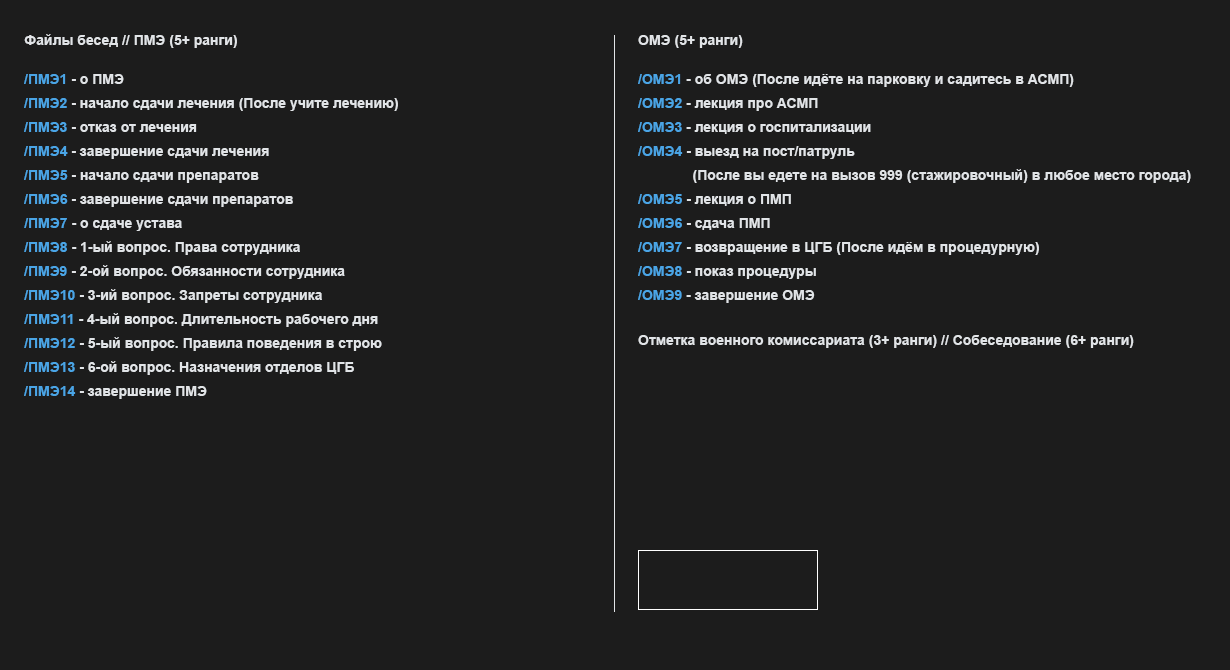 Файлы бесед // ПМЭ (5+ ранги)
/ПМЭ1 - о ПМЭ
/ПМЭ2 - начало сдачи лечения (После учите лечению)
/ПМЭ3 - отказ от лечения
/ПМЭ4 - завершение сдачи лечения
/ПМЭ5 - начало сдачи препаратов
/ПМЭ6 - завершение сдачи препаратов
/ПМЭ7 - о сдаче устава
/ПМЭ8 - 1-ый вопрос. Права сотрудника
/ПМЭ9 - 2-ой вопрос. Обязанности сотрудника
/ПМЭ10 - 3-ий вопрос. Запреты сотрудника
/ПМЭ11 - 4-ый вопрос. Длительность рабочего дня
/ПМЭ12 - 5-ый вопрос. Правила поведения в строю
/ПМЭ13 - 6-ой вопрос. Назначения отделов ЦГБ
/ПМЭ14 - завершение ПМЭ
ОМЭ (5+ ранги)
/ОМЭ1 - об ОМЭ (После идёте на парковку и садитесь в АСМП)
/ОМЭ2 - лекция про АСМП
/ОМЭ3 - лекция о госпитализации
/ОМЭ4 - выезд на пост/патруль
(После вы едете на вызов 999 (стажировочный) в любое место города)
/ОМЭ5 - лекция о ПМП
/ОМЭ6 - сдача ПМП
/ОМЭ7 - возвращение в ЦГБ (После идём в процедурную)
/ОМЭ8 - показ процедуры
/ОМЭ9 - завершение ОМЭ
Отметка военного комиссариата (3+ ранги) // Собеседование (6+ ранги)